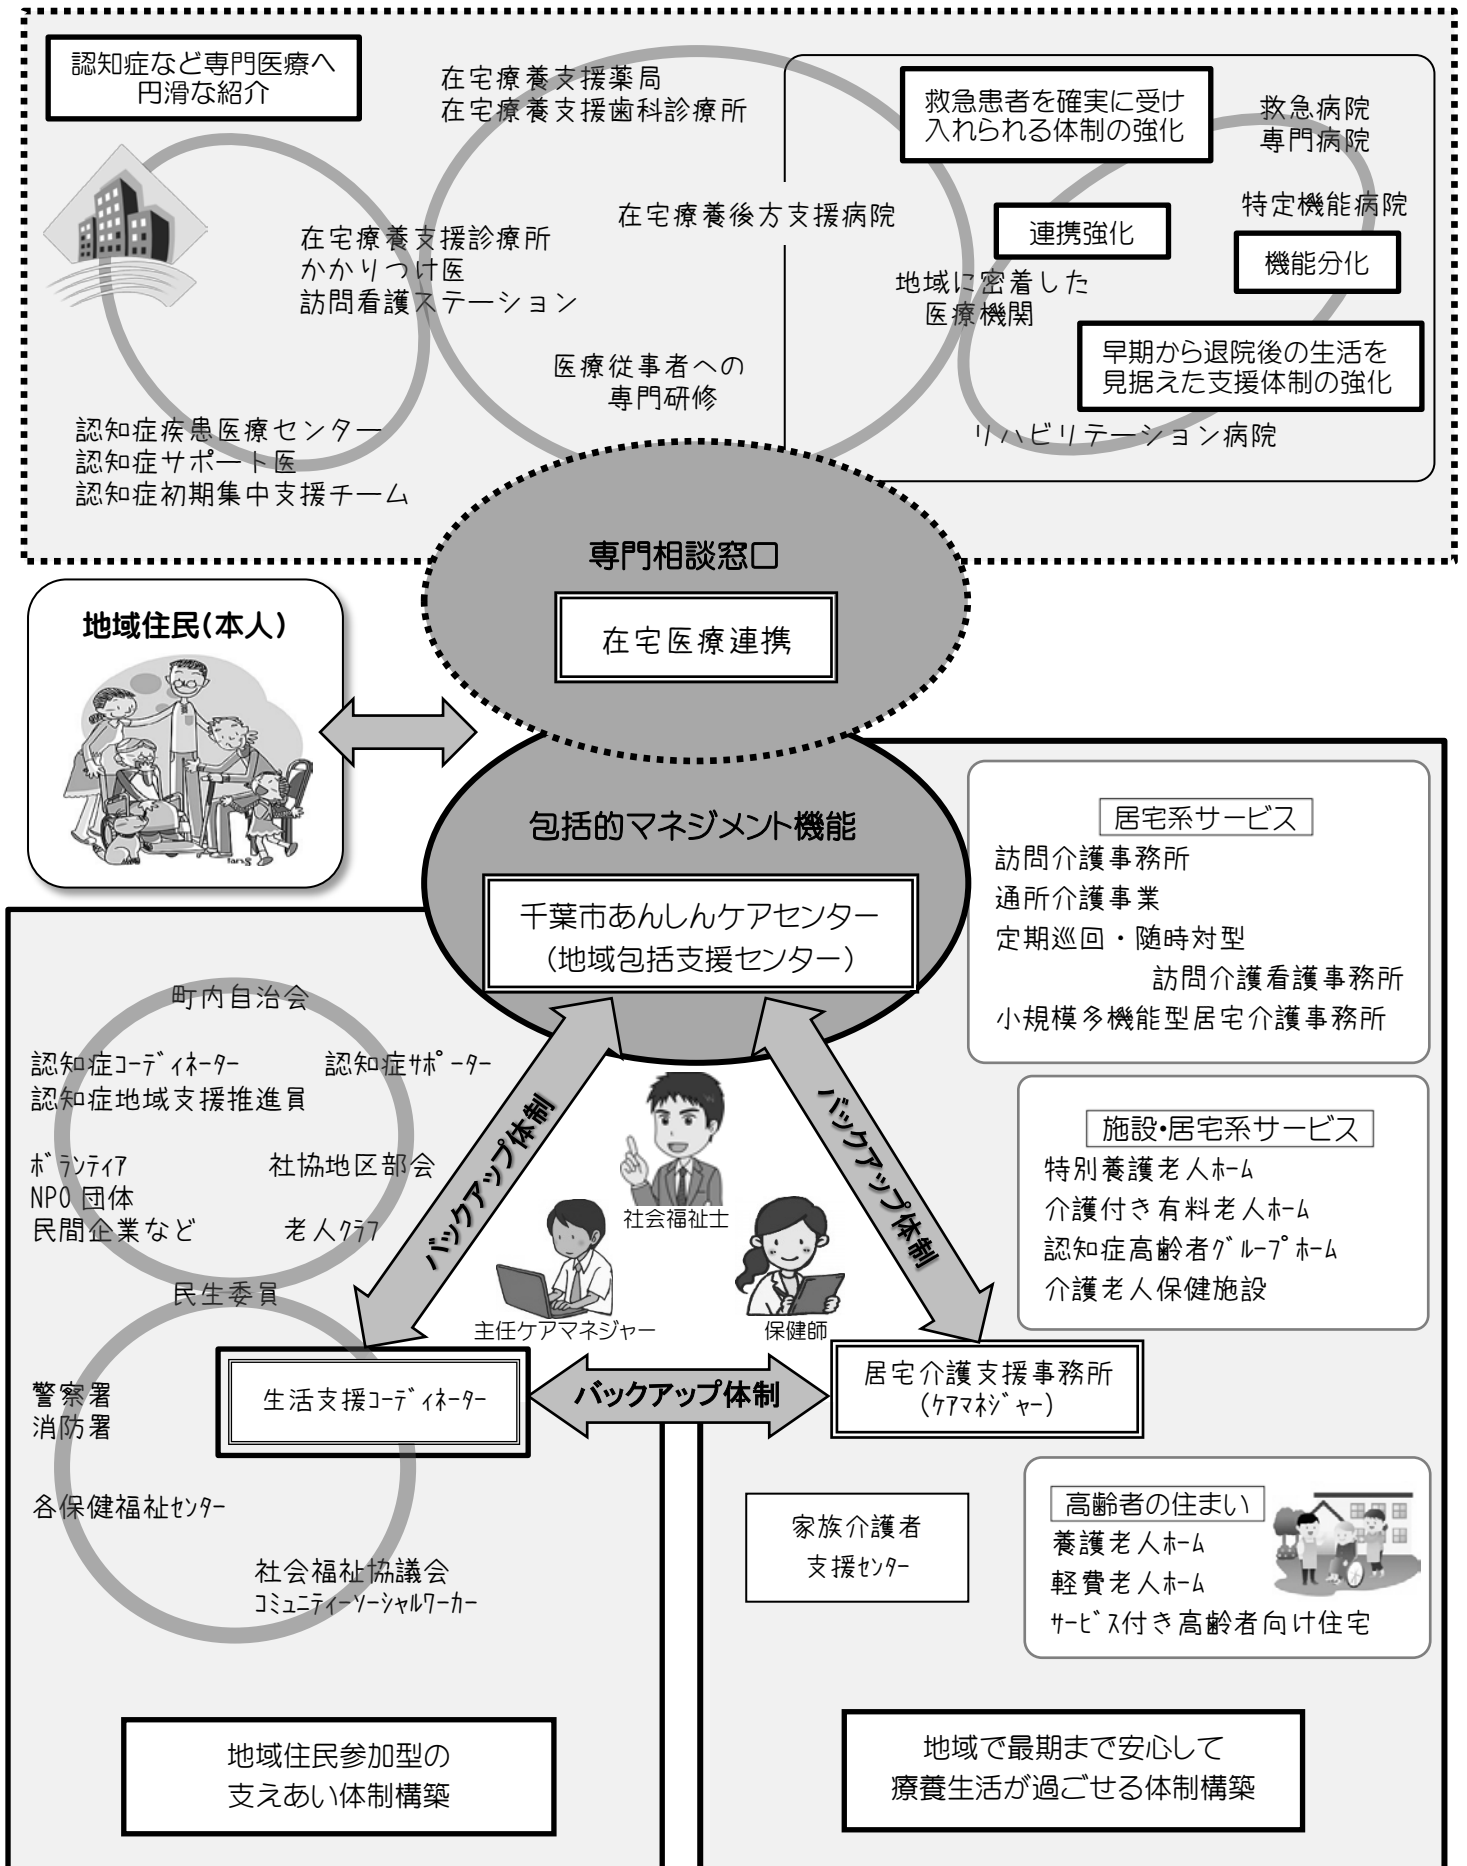 認知症など専門医療へ
円滑な紹介
在宅療養支援薬局
在宅療養支援歯科診療所
救急患者を確実に受け
入れられる体制の強化
救急病院
専門病院
在宅療養後方支援病院
特定機能病院
連携強化
機能分化
在宅療養支援診療所
かかりつけ医
訪問看護ステーション
地域に密着した
医療機関
医療従事者への
専門研修
早期から退院後の生活を
見据えた支援体制の強化
リハビリテーション病院
認知症疾患医療センター
認知症サポート医
認知症初期集中支援チーム
専門相談窓口
在宅医療連携
地域住民(本人)
包括的マネジメント機能
千葉市あんしんケアセンター
(地域包括支援センター)
居宅系サービス
訪問介護事務所
通所介護事業
定期巡回・随時対型
訪問介護看護事務所
小規模多機能型居宅介護事務所
町内自治会
認知症ｺｰﾃﾞｨﾈｰﾀｰ
認知症ｻﾎﾟｰﾀｰ
認知症地域支援推進員
ﾎﾞﾗﾝﾃｨｱ
社協地区部会
NPO 団体
民間企業など
老人ｸﾗﾌ
民生委員
バックアップ体制
バックアップ体制
社会福祉士
主任ケアマネジャー
保健師
施設・居宅系サービス
特別養護老人ﾎｰﾑ
介護付き有料老人ﾎｰﾑ
認知症高齢者ｸﾞﾙｰﾌﾟﾎｰﾑ
介護老人保健施設
生活支援ｺｰﾃﾞｨﾈｰﾀｰ
バックアップ体制
居宅介護支援事務所
(ｹｱﾏﾈｼﾞｬｰ)
警察署
消防署
各保健福祉ｾﾝﾀｰ
社会福祉協議会
ｺﾐｭﾆﾃｨｰｿｰｼｬﾙﾜｰｶｰ
家族介護者
支援ｾﾝﾀｰ
高齢者の住まい
養護老人ﾎｰﾑ
軽費老人ﾎｰﾑ
ｻｰﾋﾞｽ付き高齢者向け住宅
地域住民参加型の
支えあい体制構築
地域で最期まで安心して
療養生活が過ごせる体制構築